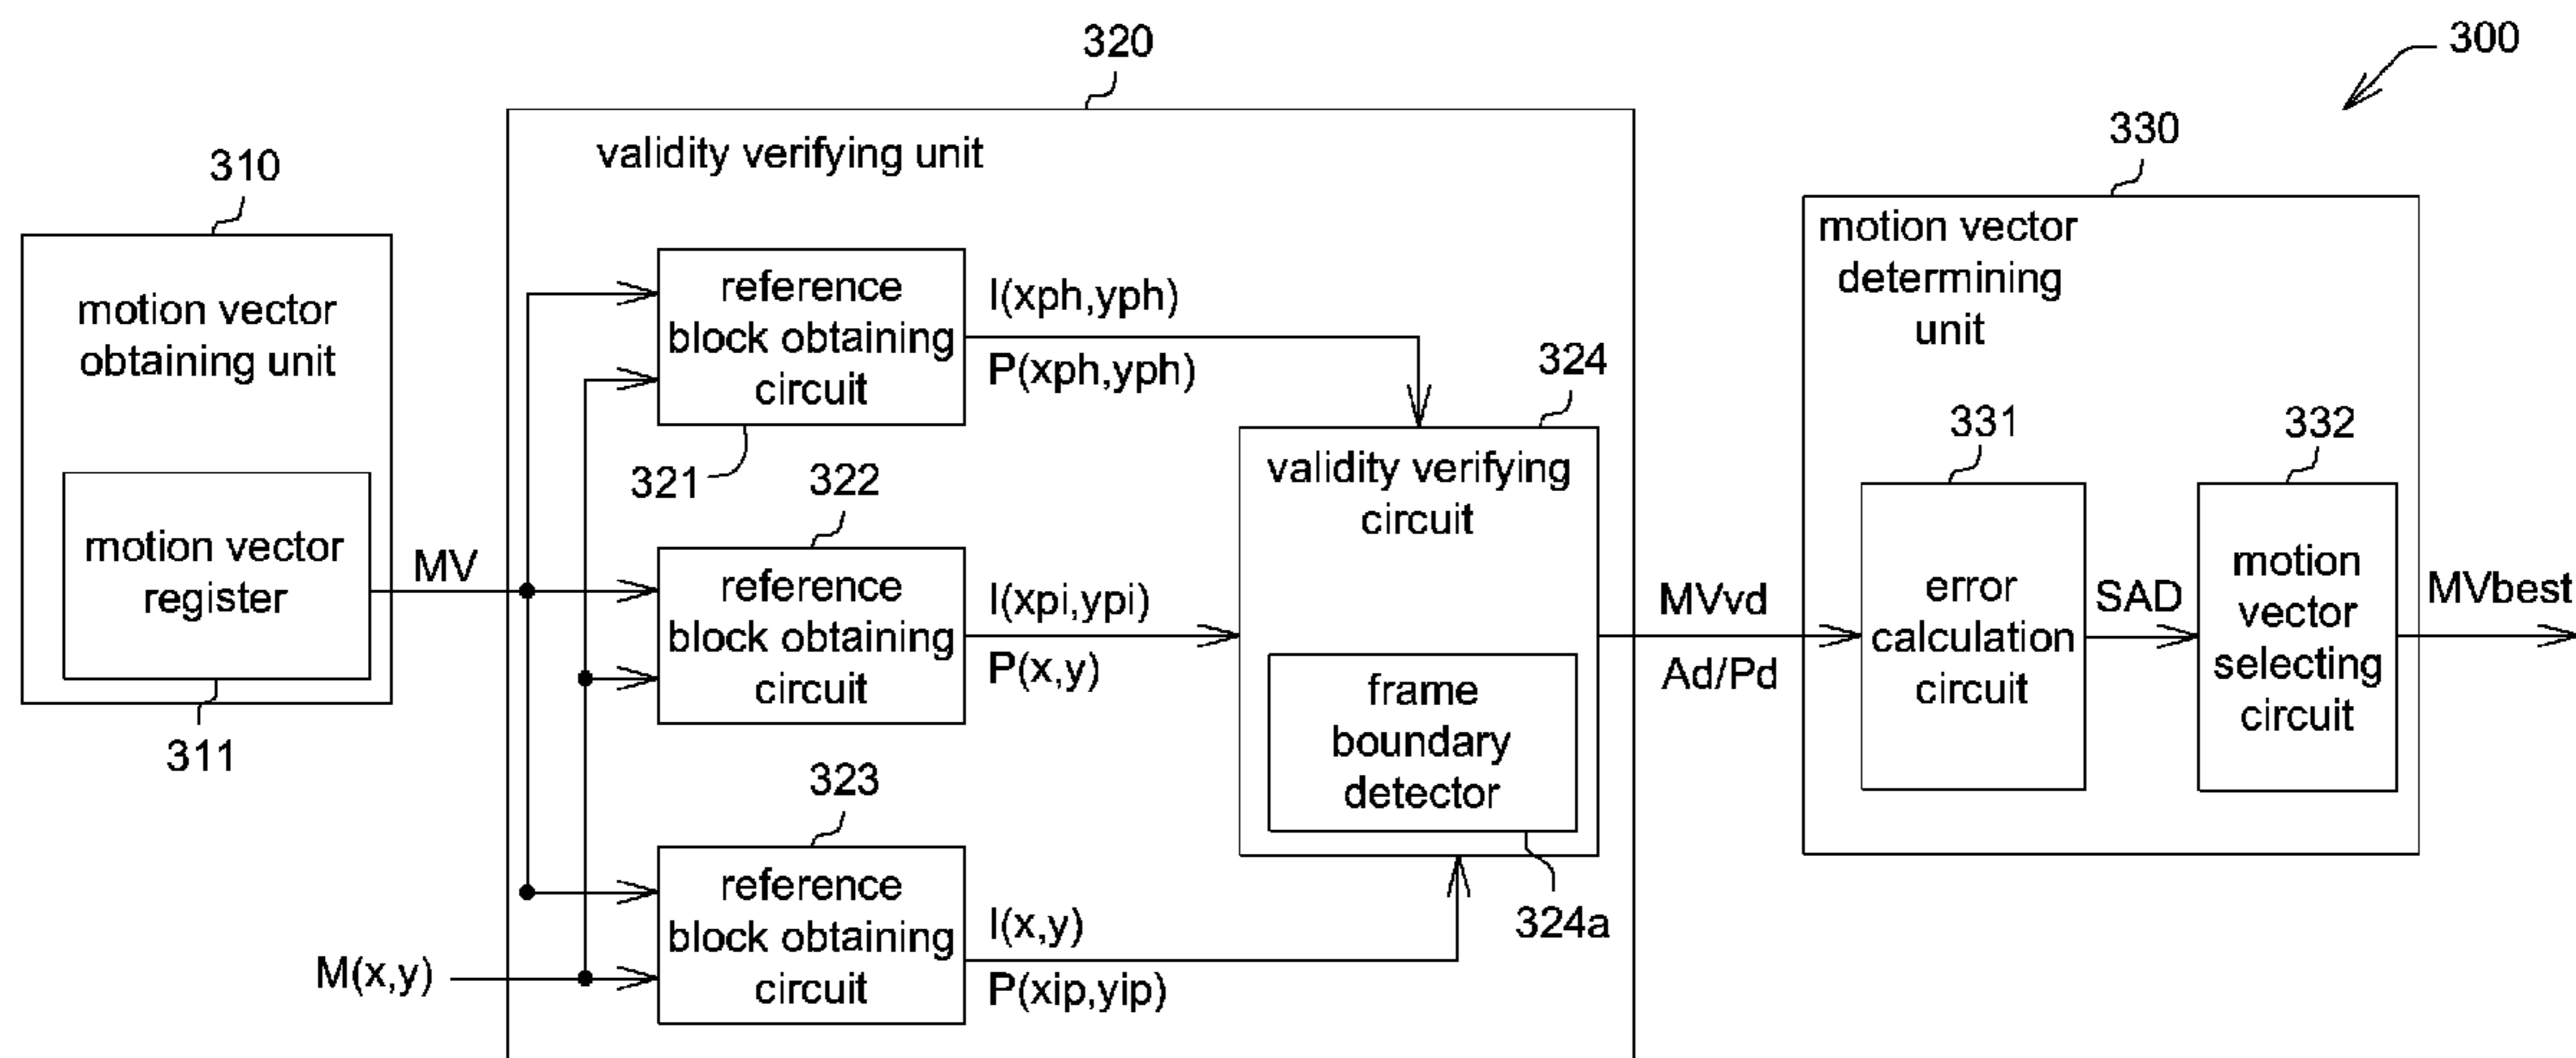 300
320
validity verifying unit
310
motion vector
obtaining unit
motion vector
register
311
MV
M(x,y)
reference
block obtaining
circuit
321
I(xph,yph)
P(xph,yph)
322
reference
block obtaining
circuit
I(xpi,ypi)
P(x,y)
323
reference
block obtaining
circuit
I(x,y)
P(xip,yip)
324
validity verifying
circuit
frame
boundary
detector
324a
MVvd
Ad/Pd
330
motion vector
determining
unit
331
error
calculation
circuit
SAD
332
motion
vector
selecting
circuit
MVbest